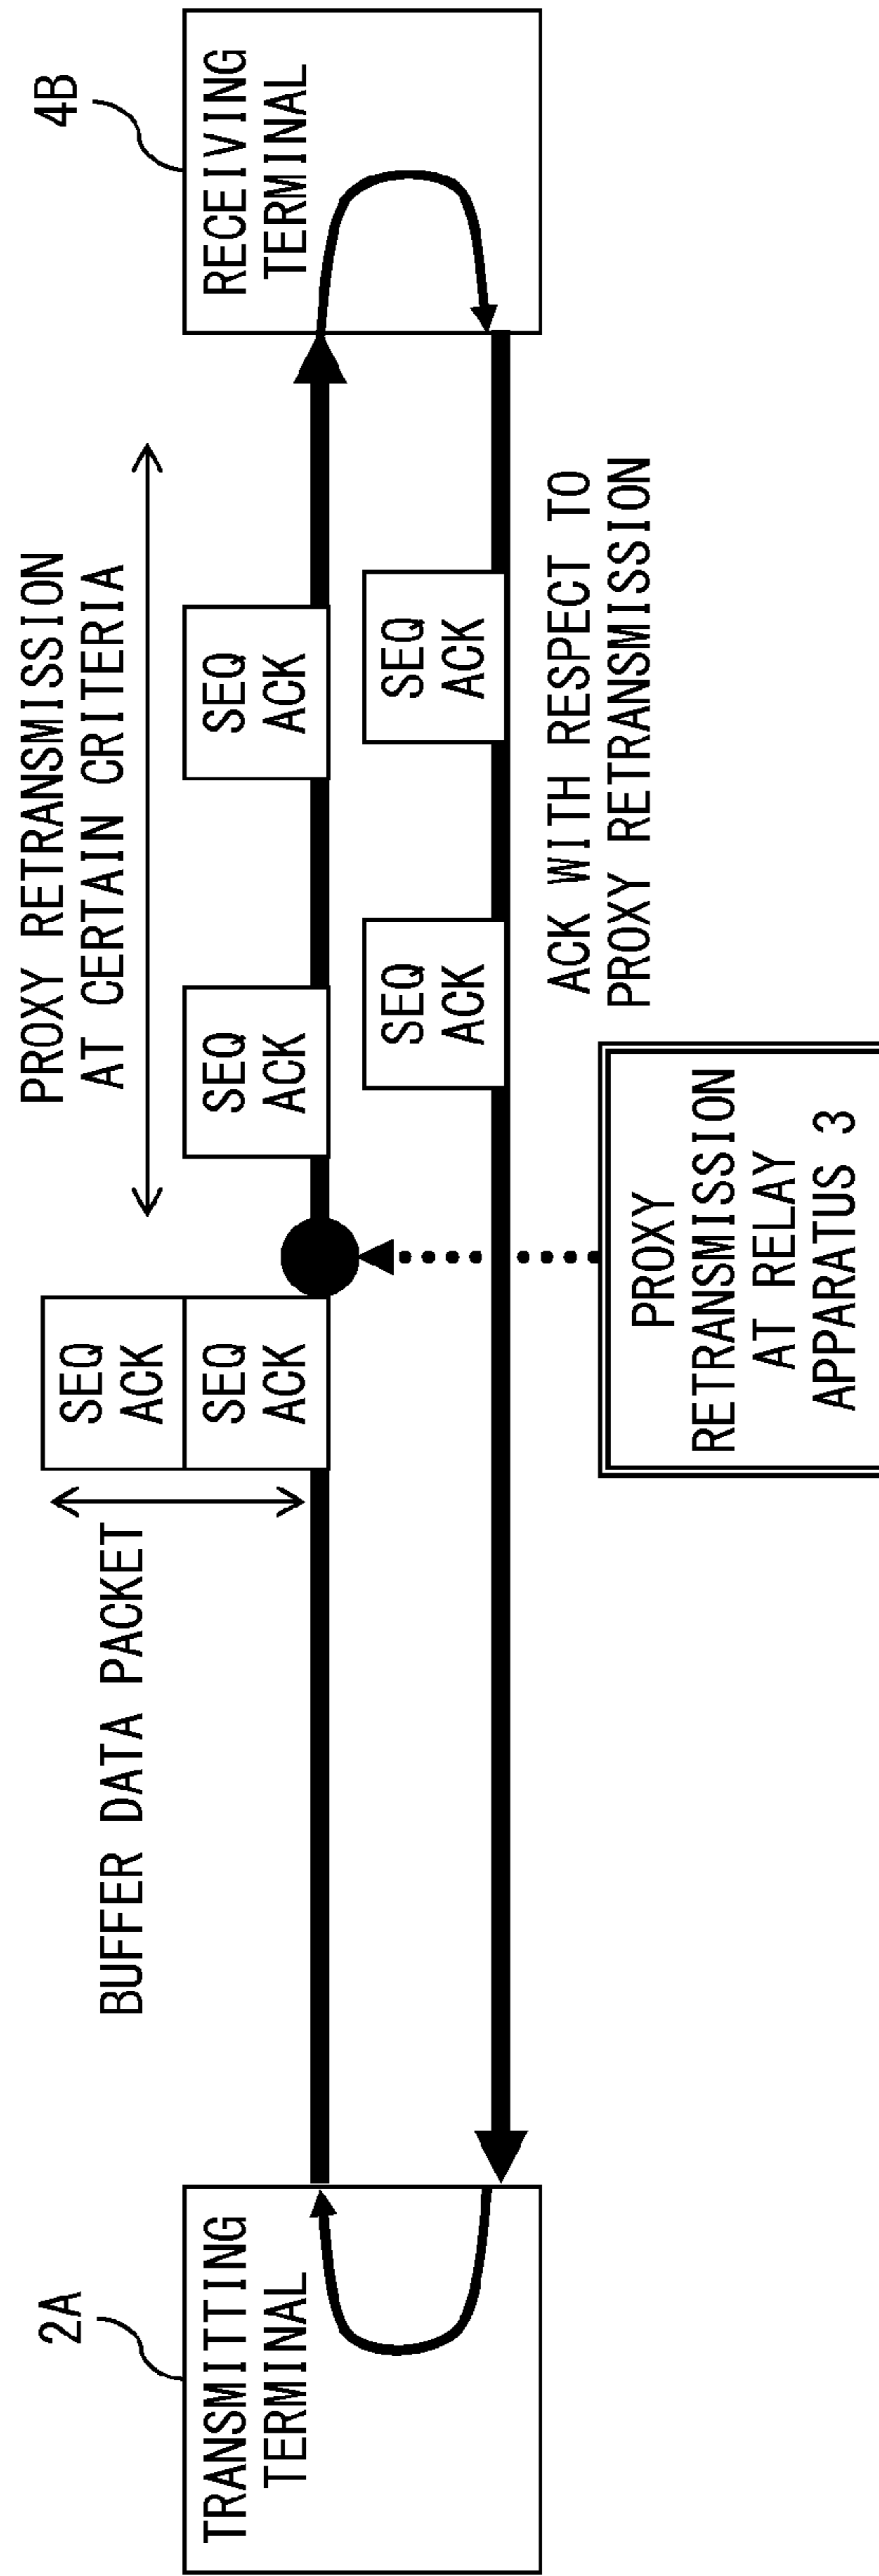 2A
TRANSMITTING
TERMINAL
BUFFER DATA PACKET
SEQ
ACK
SEQ
ACK
PROXY RETRANSMISSION
AT CERTAIN CRITERIA
SEQ
ACK
SEQ
ACK
4B
RECEIVING
TERMINAL
SEQ
ACK
SEQ
ACK
ACK WITH RESPECT TO
PROXY RETRANSMISSION
PROXY
RETRANSMISSION
AT RELAY
APPARATUS 3